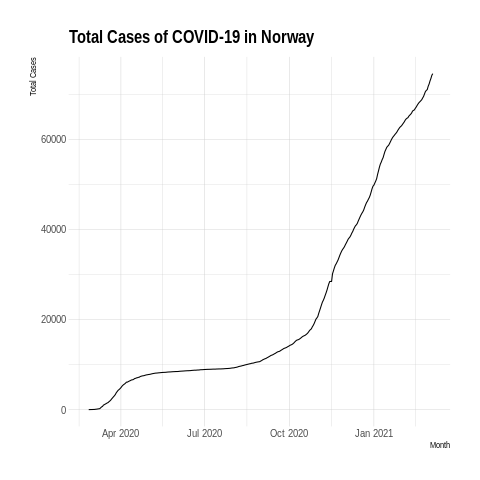 Total Cases of COVID-19 in Norway
Total Cases
60000
40000
20000
0
Apr 2020 Jul 2020 Oct 2020 Jan 2021
Month